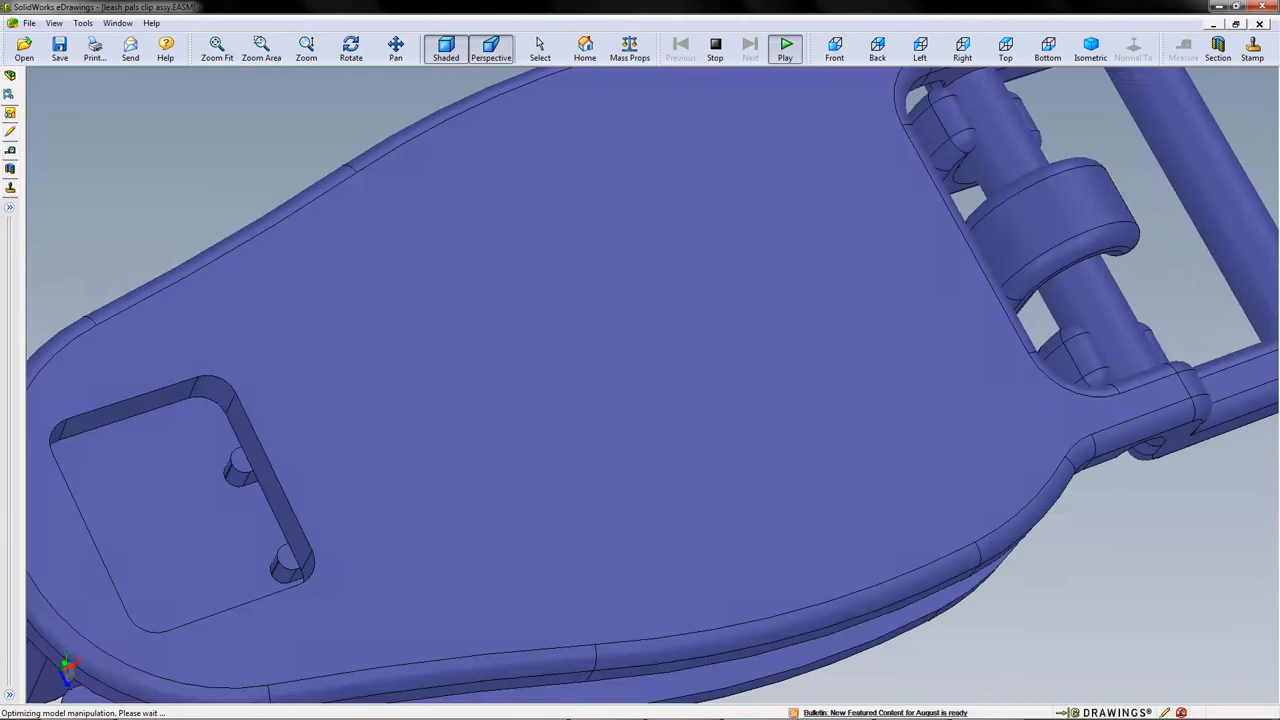 SolidWorks eDrawings - [leash pals clip assy.EASM]
File View Tools Window Help
Open Save Print... Send Help Zoom Fit Zoom Area Zoom Rotate Pan Shaded Perspective Select Home Mass Props Previous Stop Next Play Front Back Left Right Top Bottom Isometric Normal To Measure Section Stamp
Optimizing model manipulation. Please wait ... Bulletin: New Featured Content for August is ready eDRAWINGS®